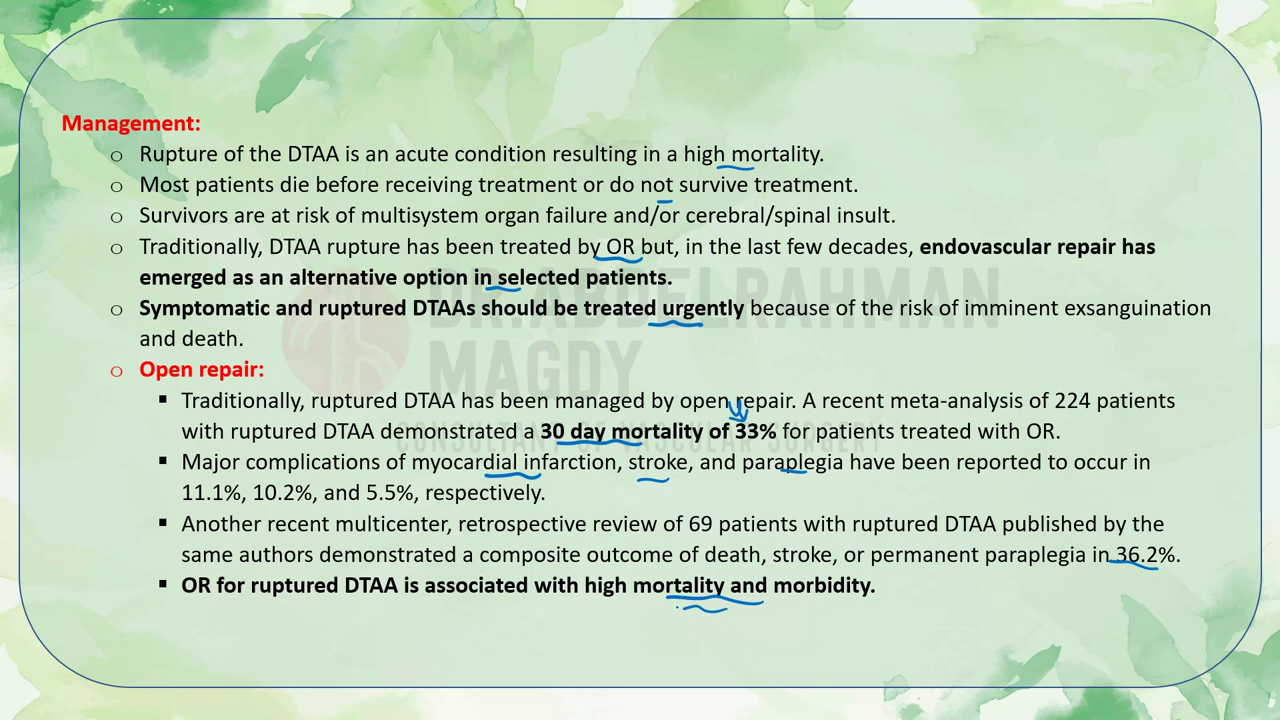 Management:
o Rupture of the DTAA is an acute condition resulting in a high mortality.
o Most patients die before receiving treatment or do not survive treatment.
o Survivors are at risk of multisystem organ failure and/or cerebral/spinal insult.
o Traditionally, DTAA rupture has been treated by OR but, in the last few decades, endovascular repair has
emerged as an alternative option in selected patients.
o Symptomatic and ruptured DTAAs should be treated urgently because of the risk of imminent exsanguination
and death.
o Open repair:
▪ Traditionally, ruptured DTAA has been managed by open repair. A recent meta-analysis of 224 patients
with ruptured DTAA demonstrated a 30 day mortality of 33% for patients treated with OR.
▪ Major complications of myocardial infarction, stroke, and paraplegia have been reported to occur in
11.1%, 10.2%, and 5.5%, respectively.
▪ Another recent multicenter, retrospective review of 69 patients with ruptured DTAA published by the
same authors demonstrated a composite outcome of death, stroke, or permanent paraplegia in 36.2%.
▪ OR for ruptured DTAA is associated with high mortality and morbidity.
DR.ABDELRAHMAN
MAGDY
CONSULTANT OF VASCULAR SURGERY